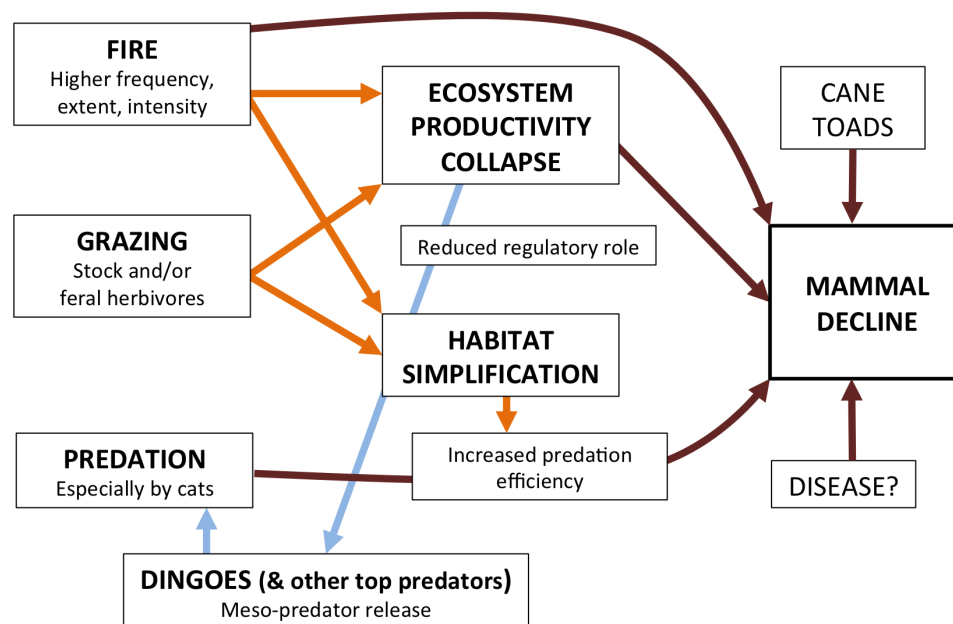 FIRE
Higher frequency,
extent, intensity
ECOSYSTEM
PRODUCTIVITY
COLLAPSE
CANE
TOADS
GRAZING
Stock and/or
feral herbivores
Reduced regulatory role
MAMMAL
DECLINE
HABITAT
SIMPLIFICATION
PREDATION
Especially by cats
Increased predation
efficiency
DISEASE?
DINGOES (& other top predators)
Meso-predator release